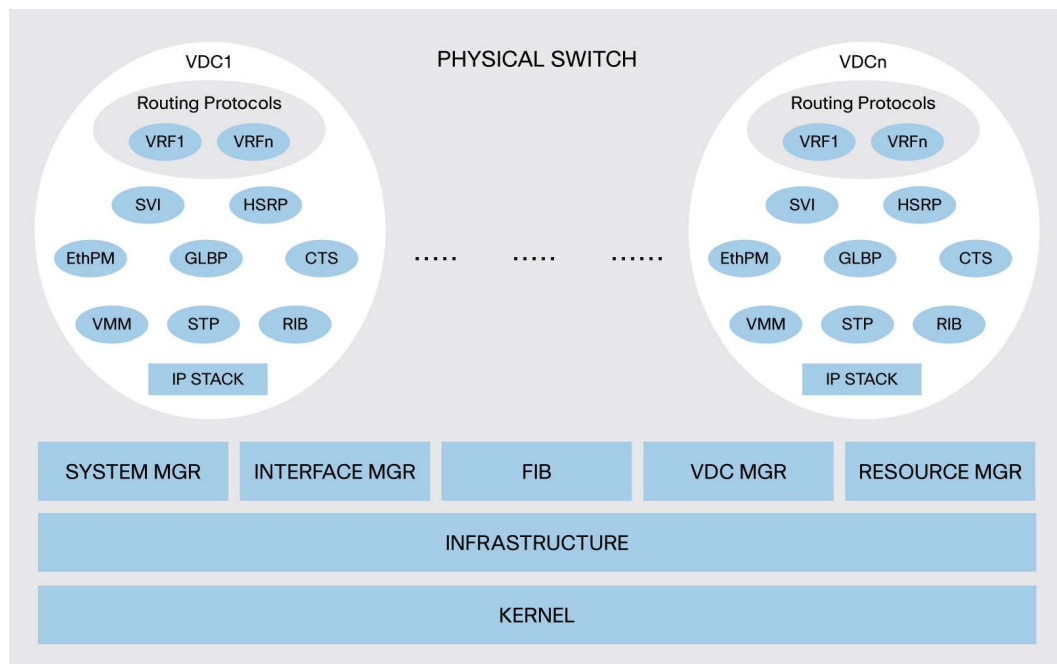 PHYSICAL SWITCH
VDC1
Routing Protocols
VRF1 VRFn
SVI HSRP
EthPM GLBP CTS
VMM STP RIB
IP STACK
..... ..... ......
VDCn
Routing Protocols
VRF1 VRFn
SVI HSRP
EthPM GLBP CTS
VMM STP RIB
IP STACK
SYSTEM MGR INTERFACE MGR FIB VDC MGR RESOURCE MGR
INFRASTRUCTURE
KERNEL